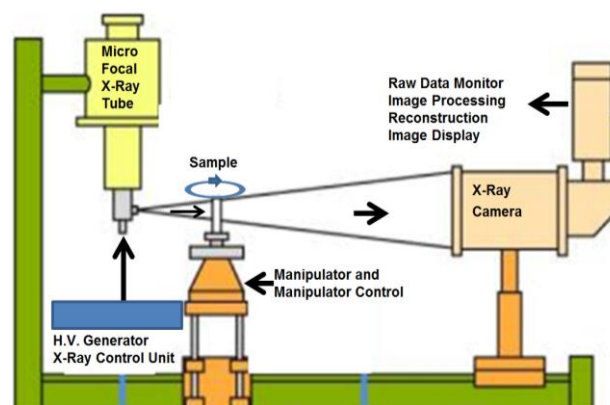 Micro
Focal
X-Ray
Tube
Raw Data Monitor
Image Processing
Reconstruction
Image Display
Sample
X-Ray
Camera
Manipulator and
Manipulator Control
H.V. Generator
X-Ray Control Unit